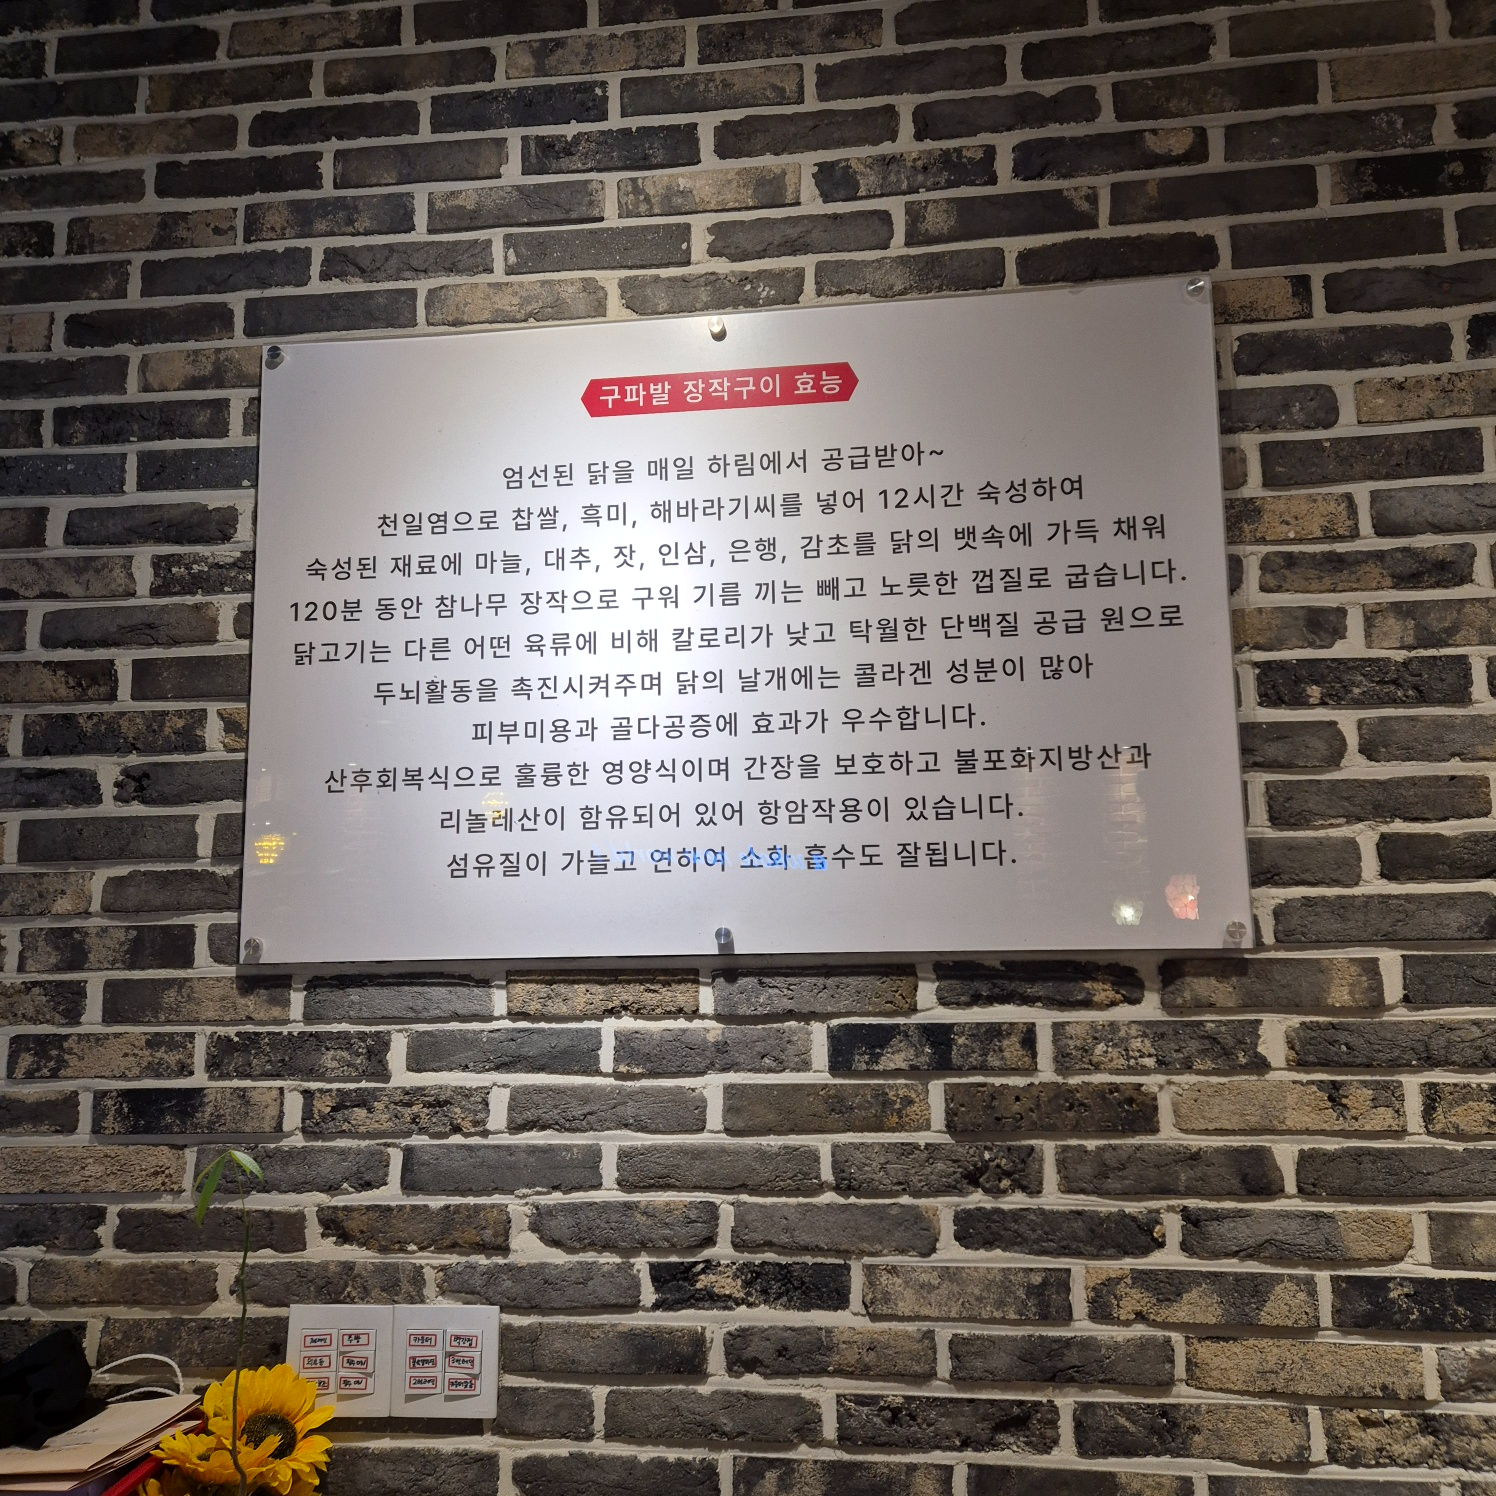 구파발 장작구이 효능
엄선된 닭을 매일 하림에서 공급받아~
천일염으로 찹쌀, 흑미, 해바라기씨를 넣어 12시간 숙성하여
숙성된 재료에 마늘, 대추, 잣, 인삼, 은행, 감초를 닭의 뱃속에 가득 채워
120분 동안 참나무 장작으로 구워 기름 끼는 빼고 노릇한 껍질로 굽습니다.
닭고기는 다른 어떤 육류에 비해 칼로리가 낮고 탁월한 단백질 공급 원으로
두뇌활동을 촉진시켜주며 닭의 날개에는 콜라겐 성분이 많아
피부미용과 골다공증에 효과가 우수합니다.
산후회복식으로 훌륭한 영양식이며 간장을 보호하고 불포화지방산과
리놀레산이 함유되어 있어 항암작용이 있습니다.
섬유질이 가늘고 연하여 소화 흡수도 잘됩니다.
주방
카운터